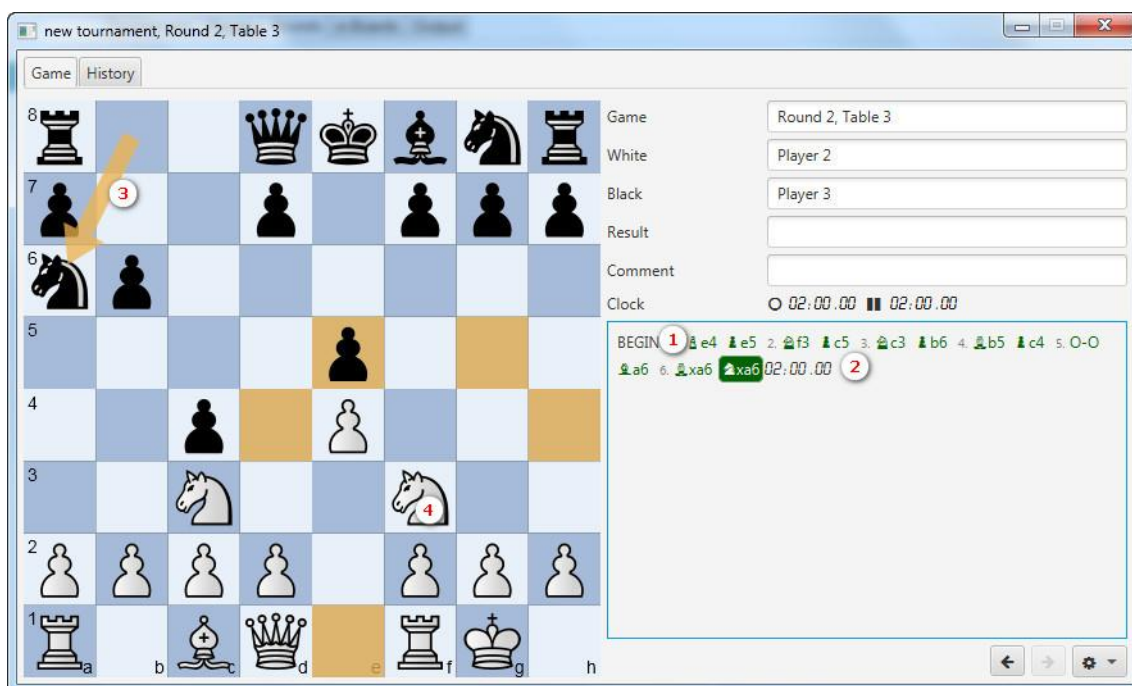 new tournament, Round 2, Table 3
Game History
8
7
6
5
4
3
2
1
a b c d e f g h
3
4
Game Round 2, Table 3
White Player 2
Black Player 3
Result
Comment
Clock 02:00.00 02:00.00
BEGIN 1 e4 e5 2. f3 c5 3. c3 b6 4. b5 c4 5. O-O
a6 6. xa6 xa6 02:00.00 2